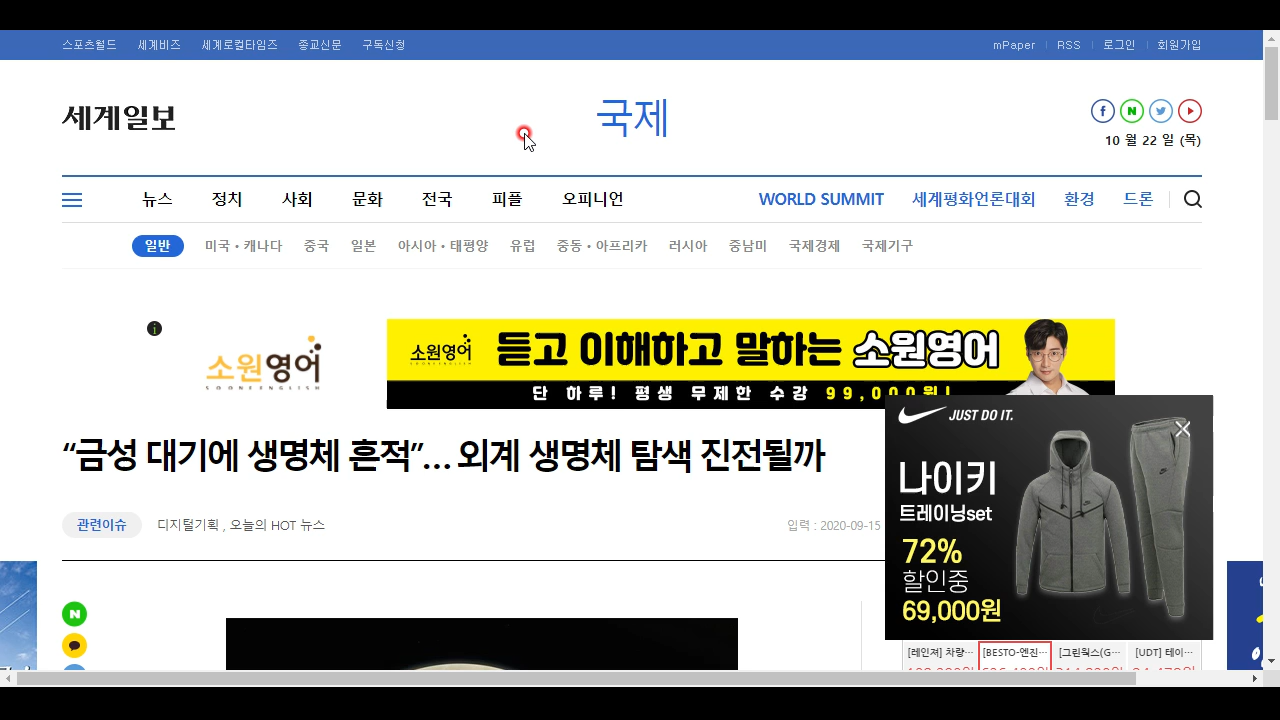 스포츠월드 세계비즈 세계로컬타임즈 종교신문 구독신청
mPaper RSS 로그인 회원가입
세계일보
국제
10 월 22 일 (목)
뉴스 정치 사회 문화 전국 피플 오피니언
WORLD SUMMIT 세계평화언론대회 환경 드론
일반 미국・캐나다 중국 일본 아시아・태평양 유럽 중동・아프리카 러시아 중남미 국제경제 국제기구
소원영어
SOONENGLISH
소원영어
듣고 이해하고 말하는 소원영어
단 하루! 평생 무제한 수강 99,000원!
“금성 대기에 생명체 흔적”… 외계 생명체 탐색 진전될까
관련이슈 디지털기획 , 오늘의 HOT 뉴스
입력 : 2020-09-15
JUST DO IT.
나이키
트레이닝set
72%
할인중
69,000원
[레인져] 차량…
[BESTO-엔진…
[그린웍스(G…
[UDT] 테이…